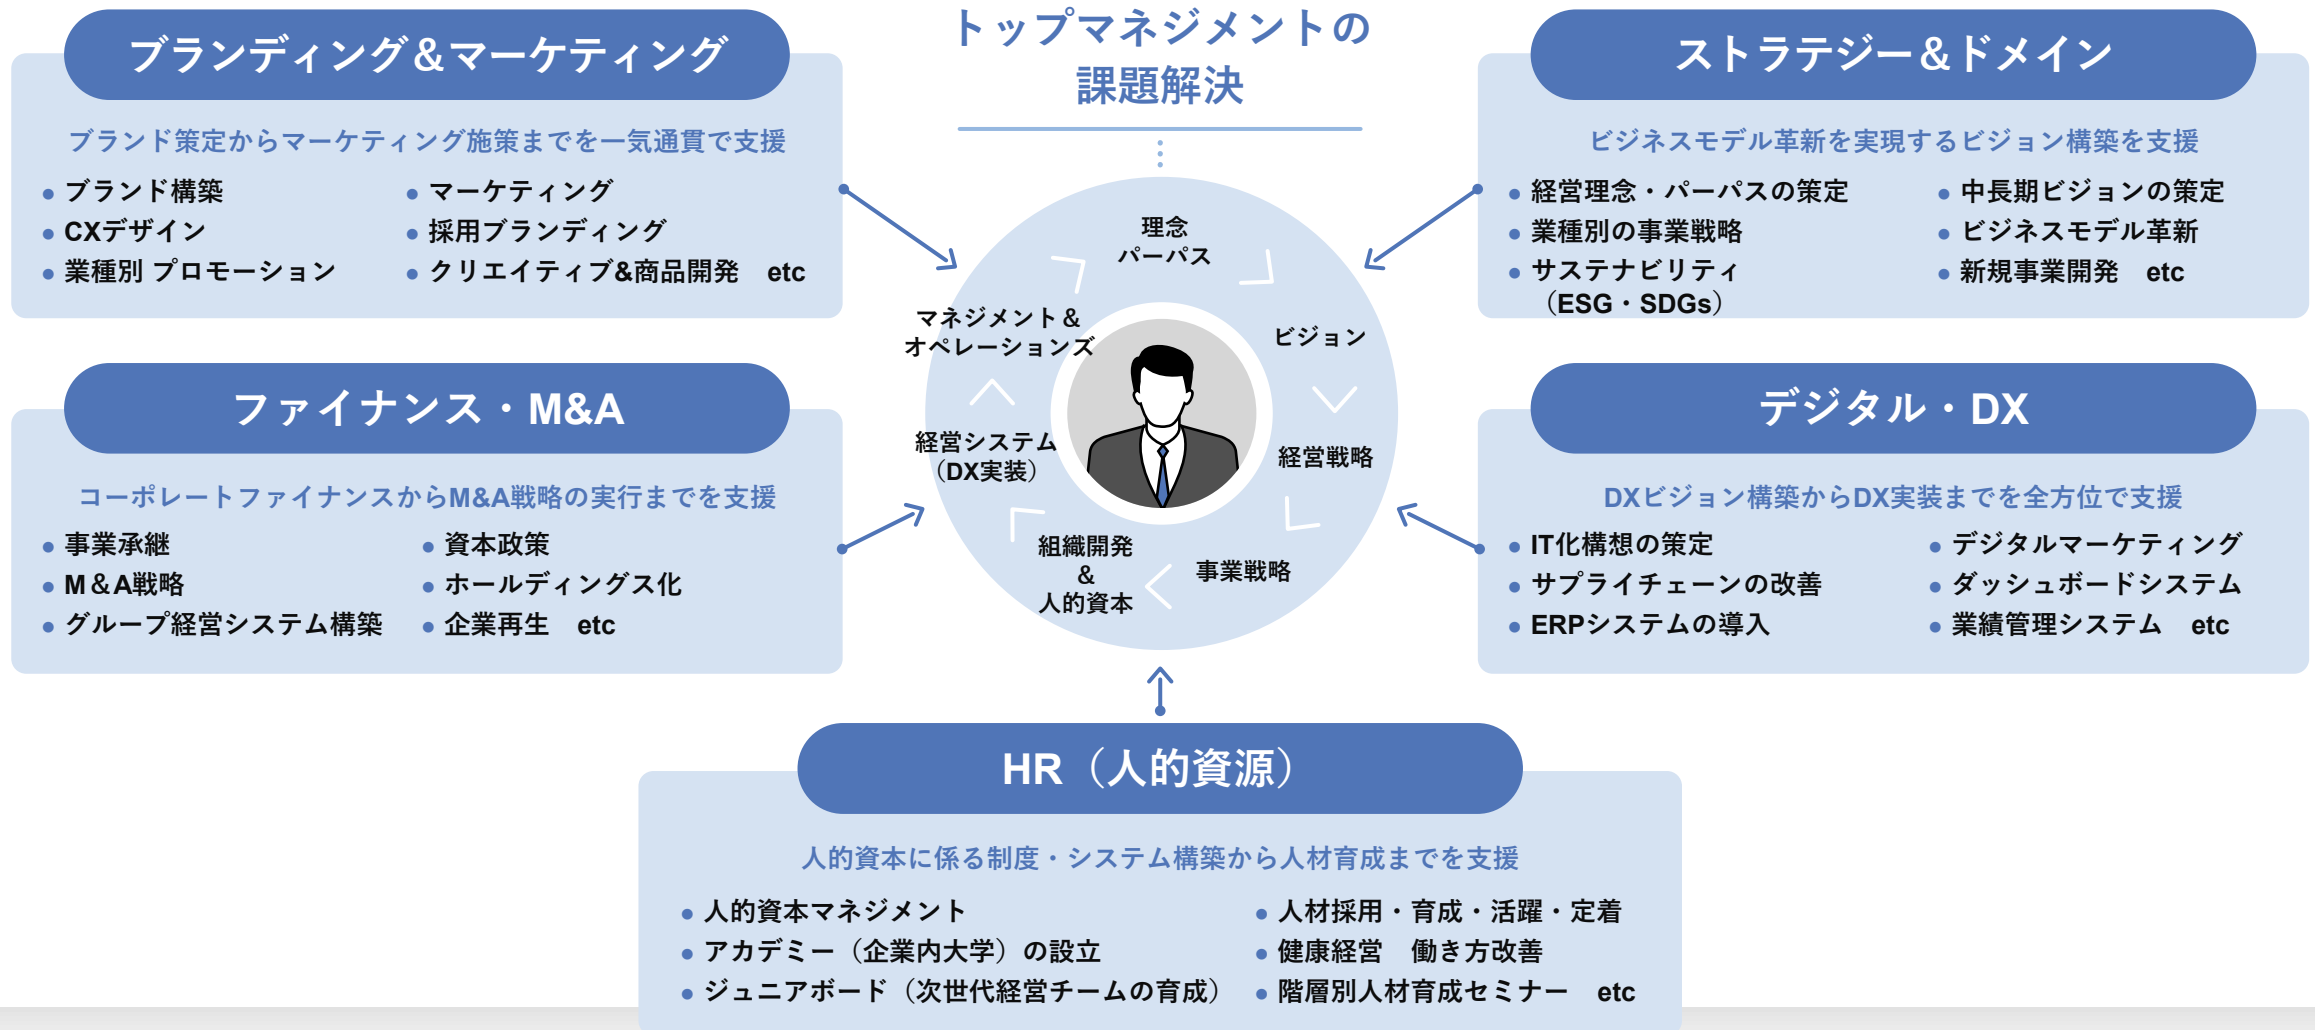 トップマネジメントの
課題解決
ブランディング＆マーケティング
ブランド策定からマーケティング施策までを一気通貫で支援
● ブランド構築
● CXデザイン
● 業種別 プロモーション
● マーケティング
● 採用ブランディング
● クリエイティブ&商品開発　etc
ストラテジー＆ドメイン
ビジネスモデル革新を実現するビジョン構築を支援
● 経営理念・パーパスの策定
● 業種別の事業戦略
● サステナビリティ
（ESG・SDGs）
● 中長期ビジョンの策定
● ビジネスモデル革新
● 新規事業開発　etc
理念
パーパス
ビジョン
経営戦略
事業戦略
組織開発
&
人的資本
経営システム
（DX実装）
マネジメント＆
オペレーションズ
ファイナンス・M&A
コーポレートファイナンスからM&A戦略の実行までを支援
● 事業承継
● M＆A戦略
● グループ経営システム構築
● 資本政策
● ホールディングス化
● 企業再生　etc
デジタル・DX
DXビジョン構築からDX実装までを全方位で支援
● IT化構想の策定
● サプライチェーンの改善
● ERPシステムの導入
● デジタルマーケティング
● ダッシュボードシステム
● 業績管理システム　etc
HR（人的資源）
人的資本に係る制度・システム構築から人材育成までを支援
● 人的資本マネジメント
● アカデミー（企業内大学）の設立
● ジュニアボード（次世代経営チームの育成）
● 人材採用・育成・活躍・定着
● 健康経営　働き方改善
● 階層別人材育成セミナー　etc